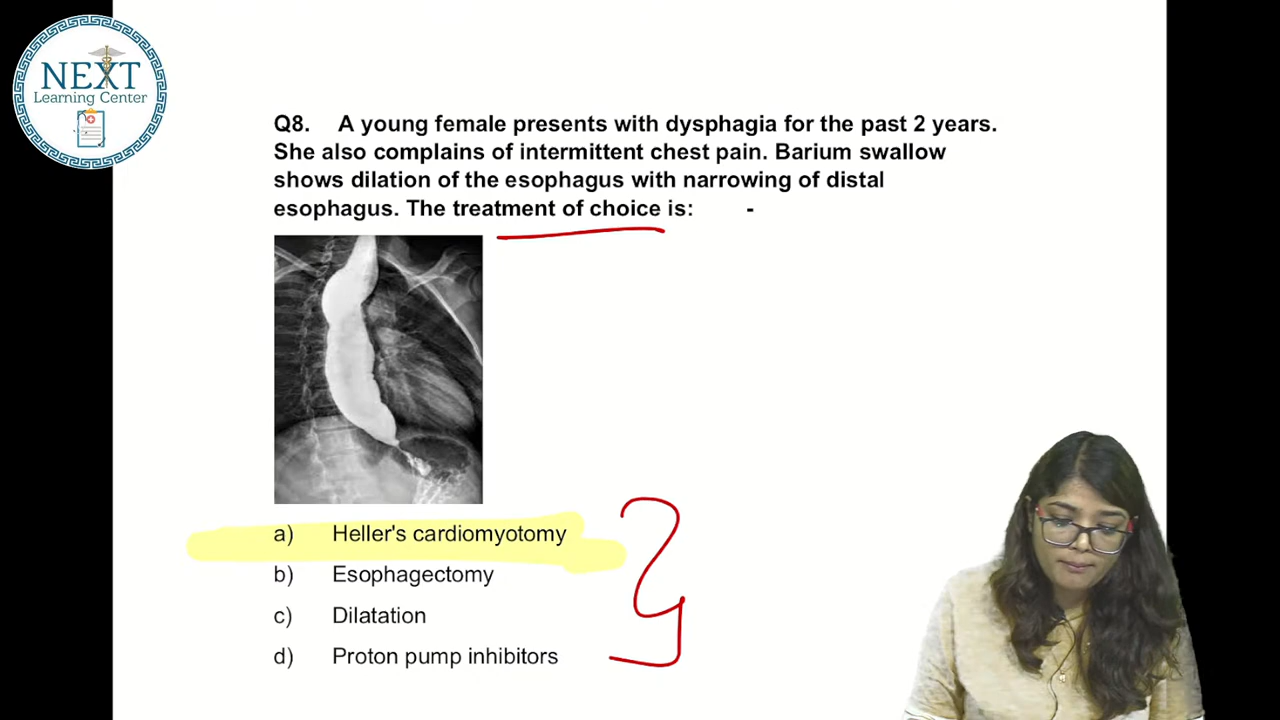 NEXT
Learning Center
Q8. A young female presents with dysphagia for the past 2 years.
She also complains of intermittent chest pain. Barium swallow
shows dilation of the esophagus with narrowing of distal
esophagus. The treatment of choice is: -
a) Heller's cardiomyotomy
b) Esophagectomy
c) Dilatation
d) Proton pump inhibitors